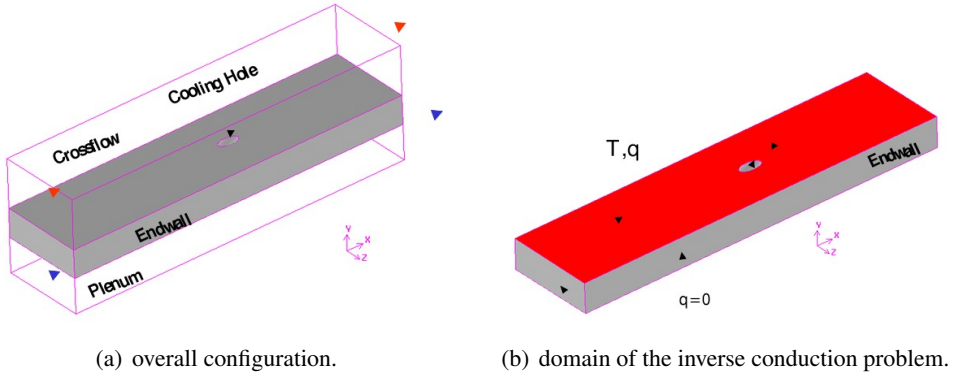 Cooling Hole
Crossflow
Endwall
Plenum
Y
X
Z
T,q
Endwall
q=0
Y
X
Z
(a) overall configuration.
(b) domain of the inverse conduction problem.